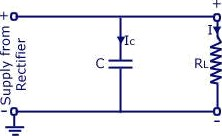 +
+
Supply from
Rectifier
Ic
I
C
RL
-
-